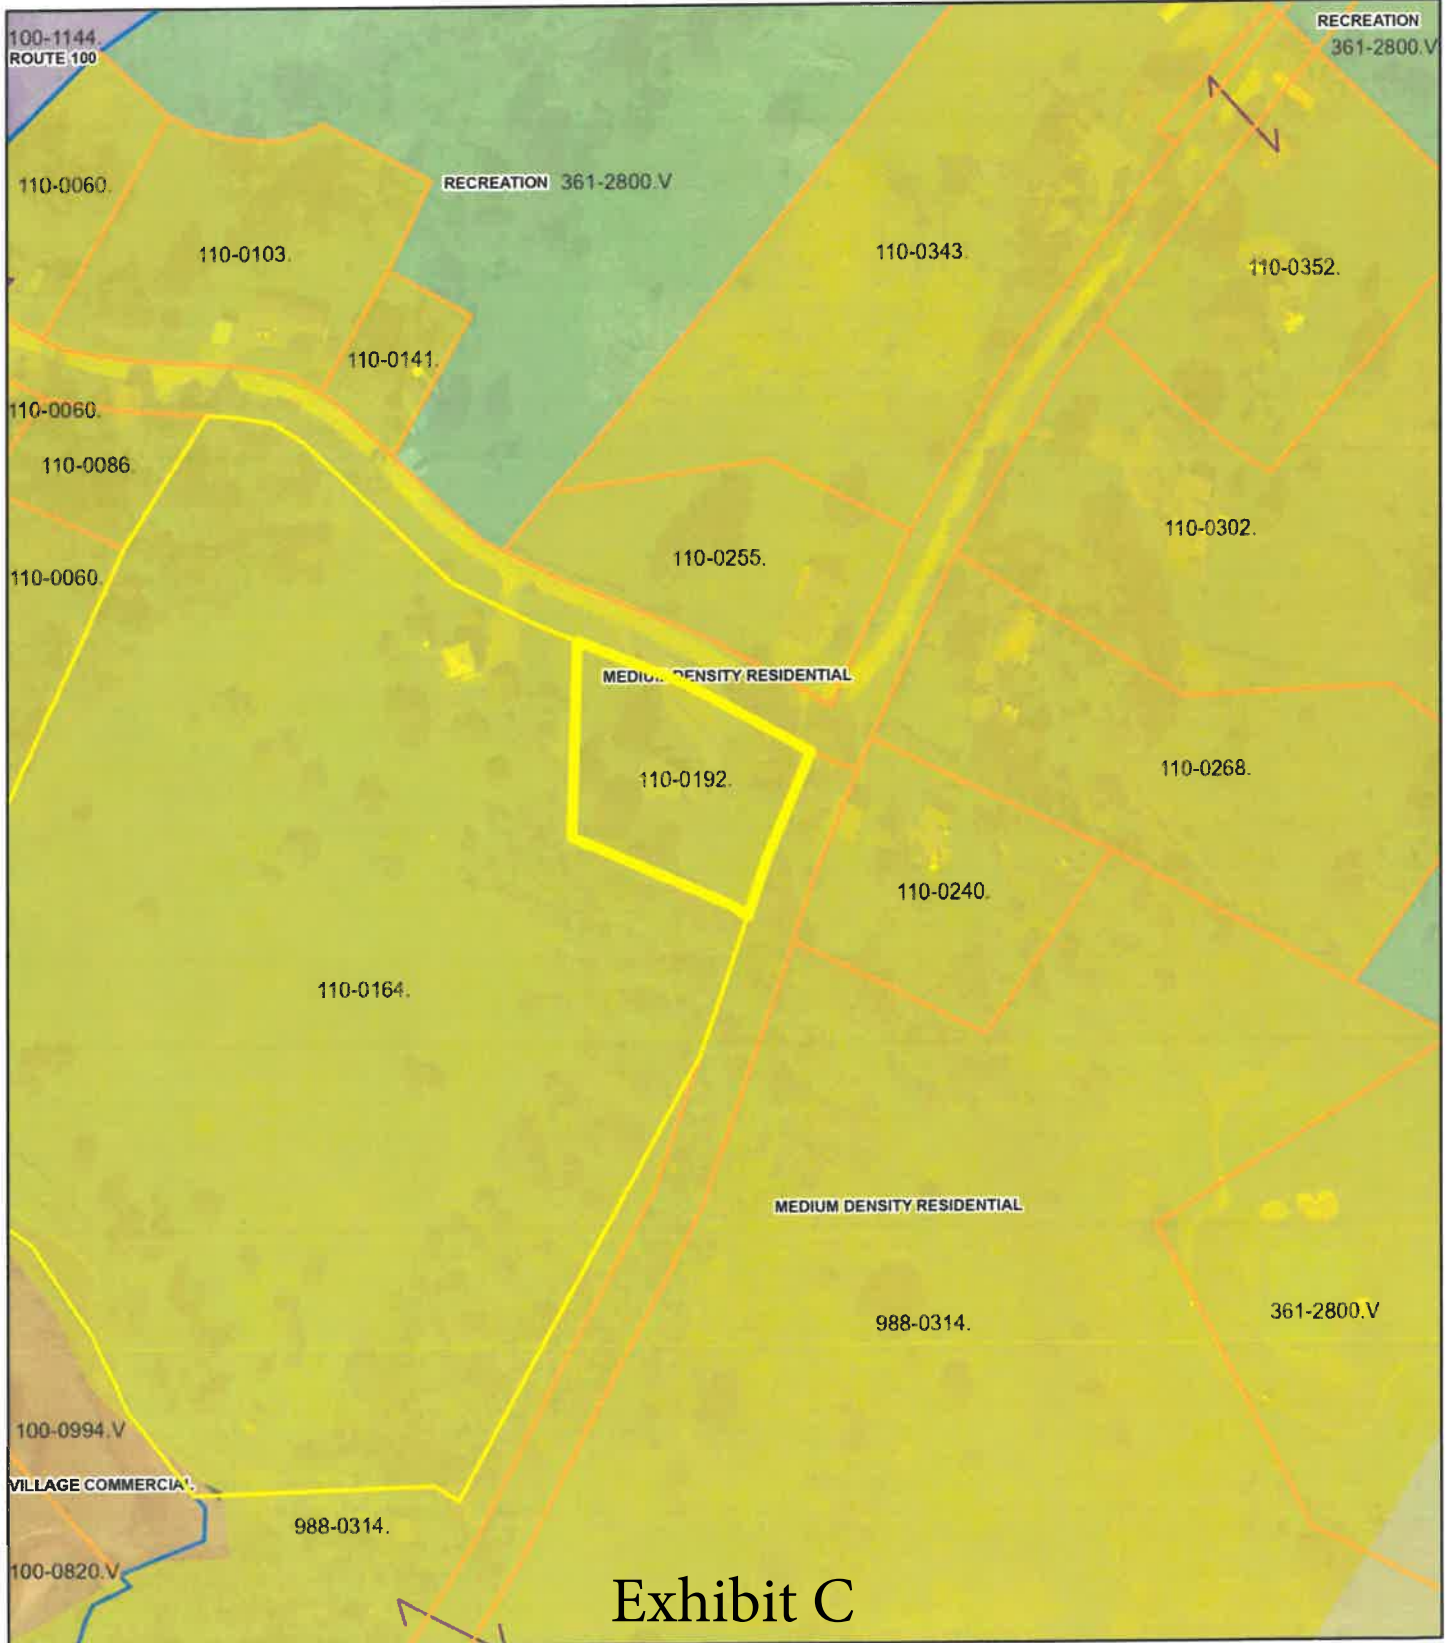 100-1144.
ROUTE 100
RECREATION
361-2800.V
110-0060.
RECREATION 361-2800.V
110-0103.
110-0343.
110-0352.
110-0141.
110-0060.
110-0086.
110-0302.
110-0255.
110-0060.
MEDIU... DENSITY RESIDENTIAL
110-0192.
110-0268.
110-0240.
110-0164.
MEDIUM DENSITY RESIDENTIAL
361-2800.V
988-0314.
100-0994.V
VILLAGE COMMERCIAL
988-0314.
100-0820.V
Exhibit C